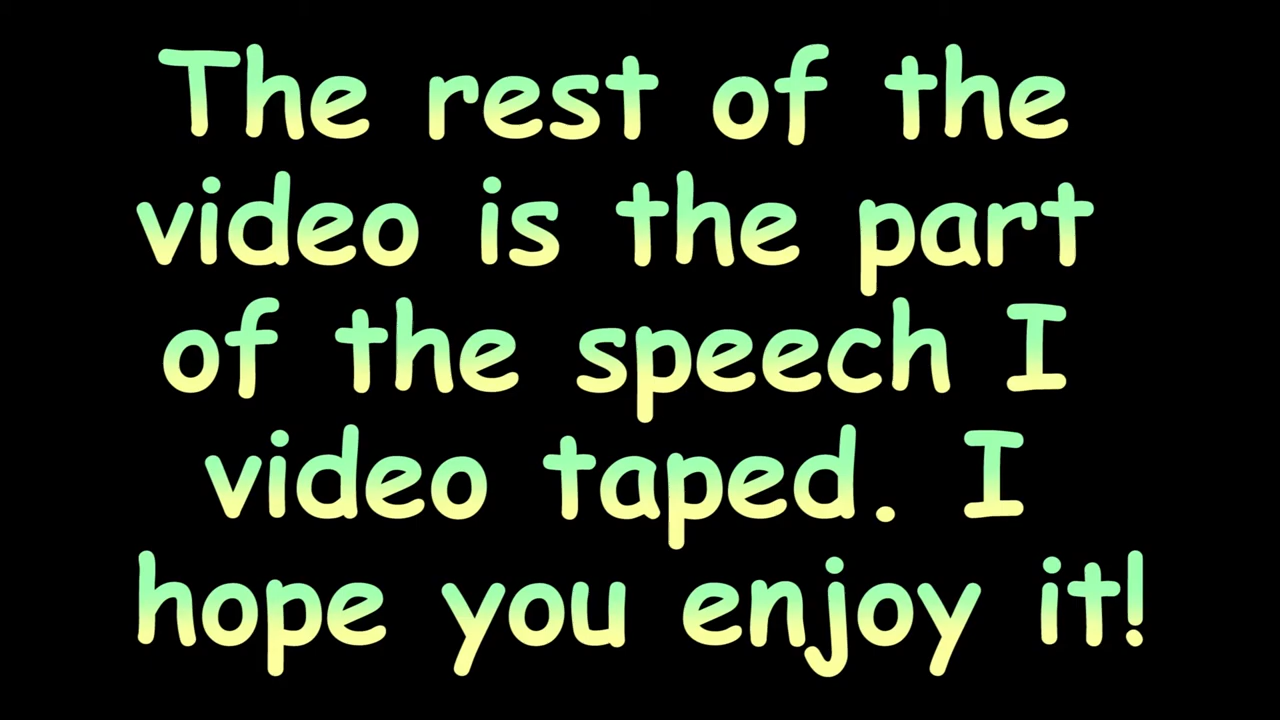 The rest of the
video is the part
of the speech I
video taped. I
hope you enjoy it!